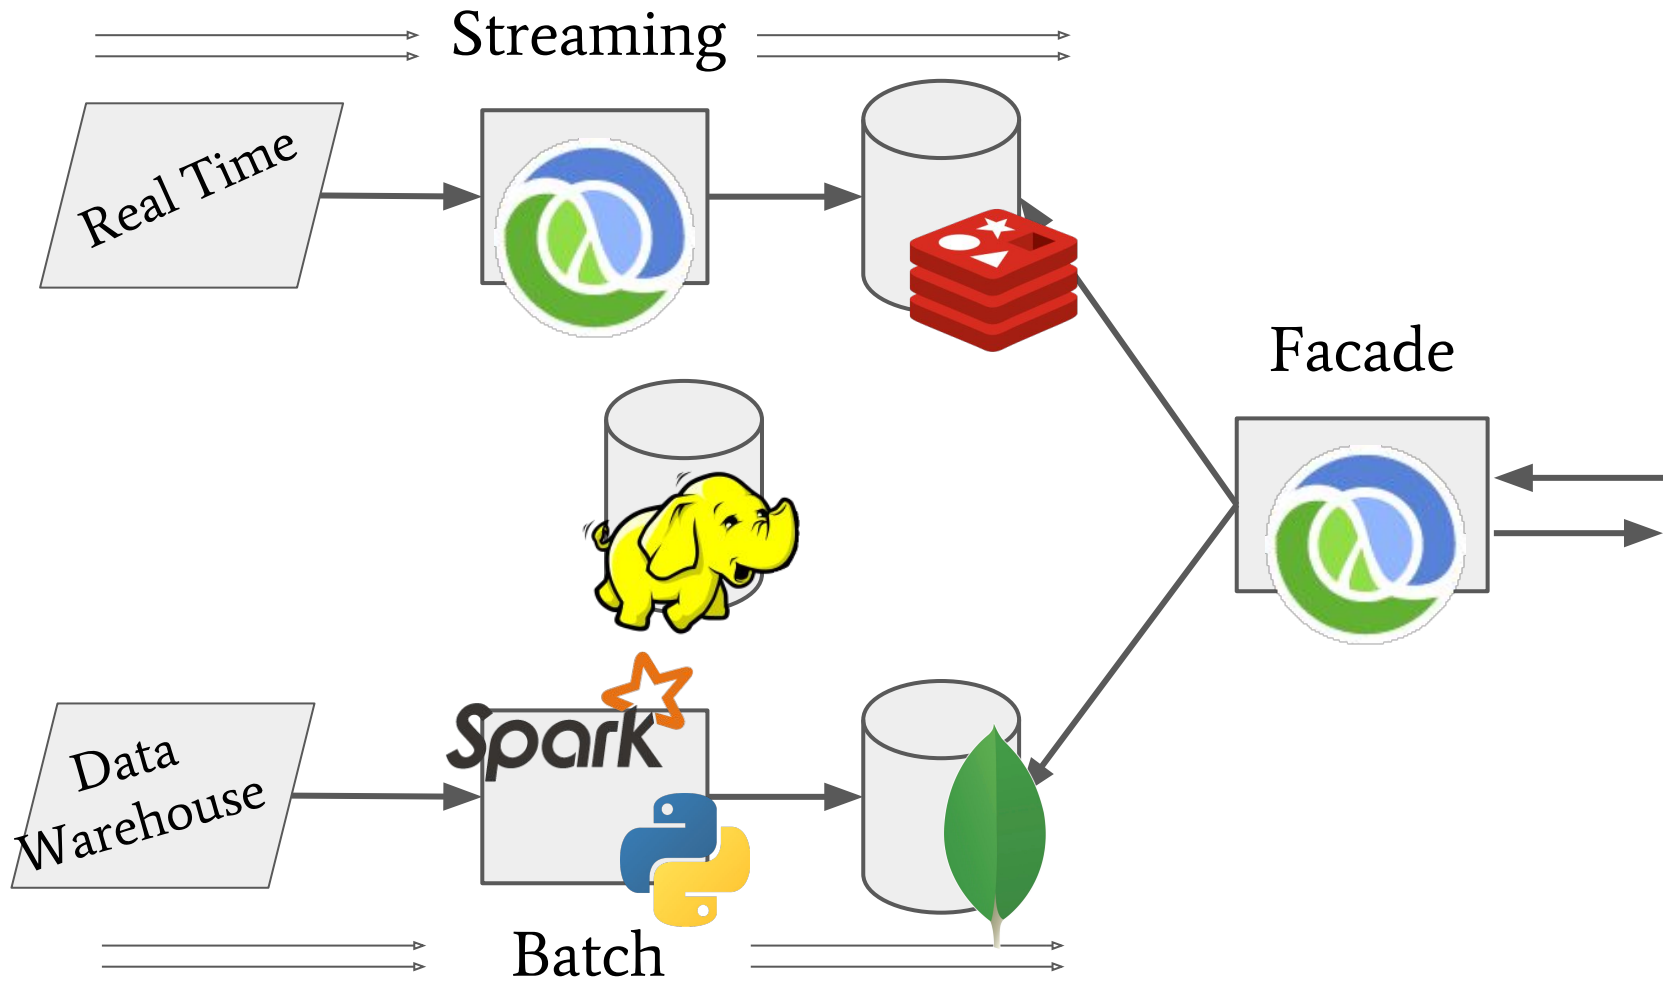 Streaming
Real Time
Facade
Spark
Data
Warehouse
Batch